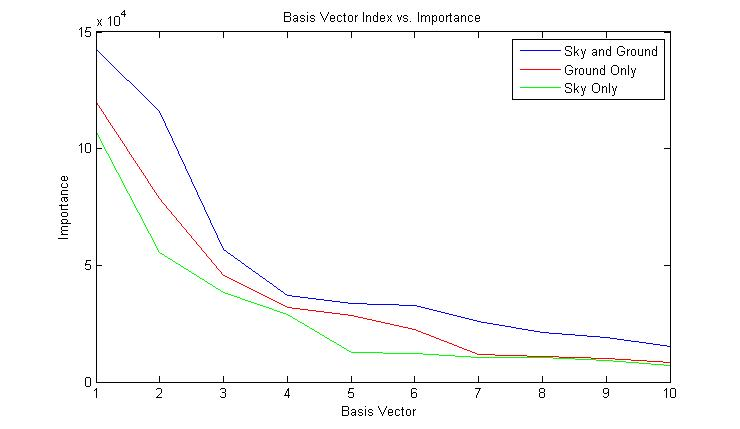 Basis Vector Index vs. Importance
x 10^4
15
10
5
0
Importance
1 2 3 4 5 6 7 8 9 10
Basis Vector
Sky and Ground
Ground Only
Sky Only